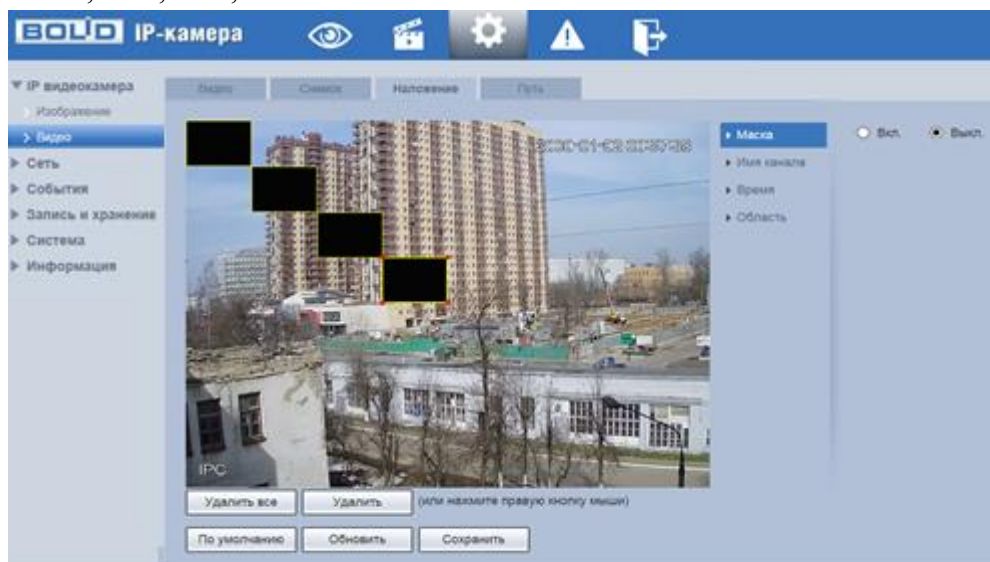 BOLID IP-камера
IP видеокамера
Изображение
Видео
Сеть
События
Запись и хранение
Система
Информация
Видео Снимок Наложение Путь
IPC
Маска
Имя канала
Время
Область
Вкл. Выкл.
Удалить все Удалить (или нажмите правую кнопку мыши)
По умолчанию Обновить Сохранить